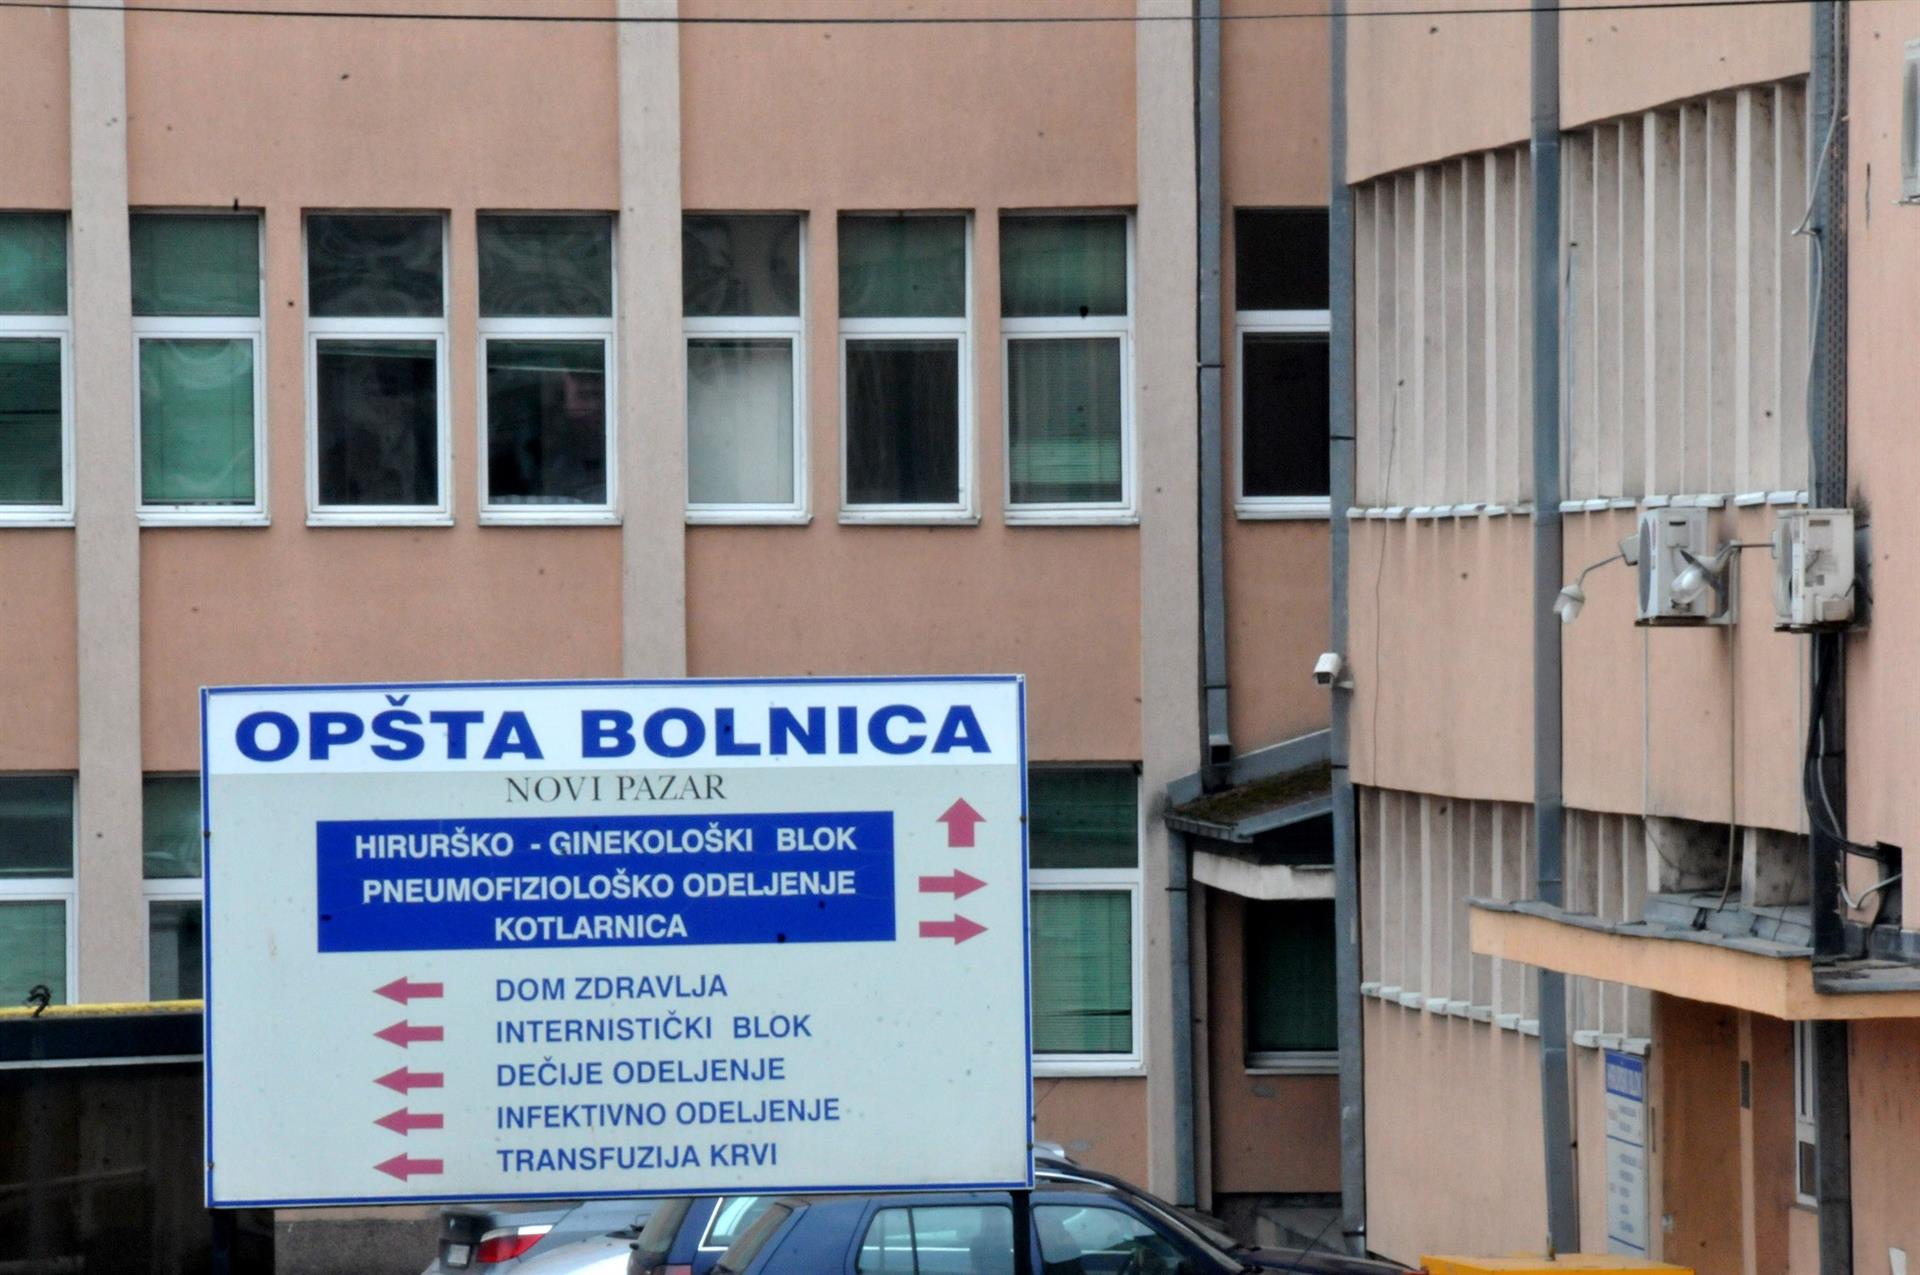 OPŠTA BOLNICA
NOVI PAZAR
HIRURŠKO - GINEKOLOŠKI BLOK
PNEUMOFIZIOLOŠKO ODELJENJE
KOTLARNICA
DOM ZDRAVLJA
INTERNISTIČKI BLOK
DEČIJE ODELJENJE
INFEKTIVNO ODELJENJE
TRANSFUZIJA KRVI